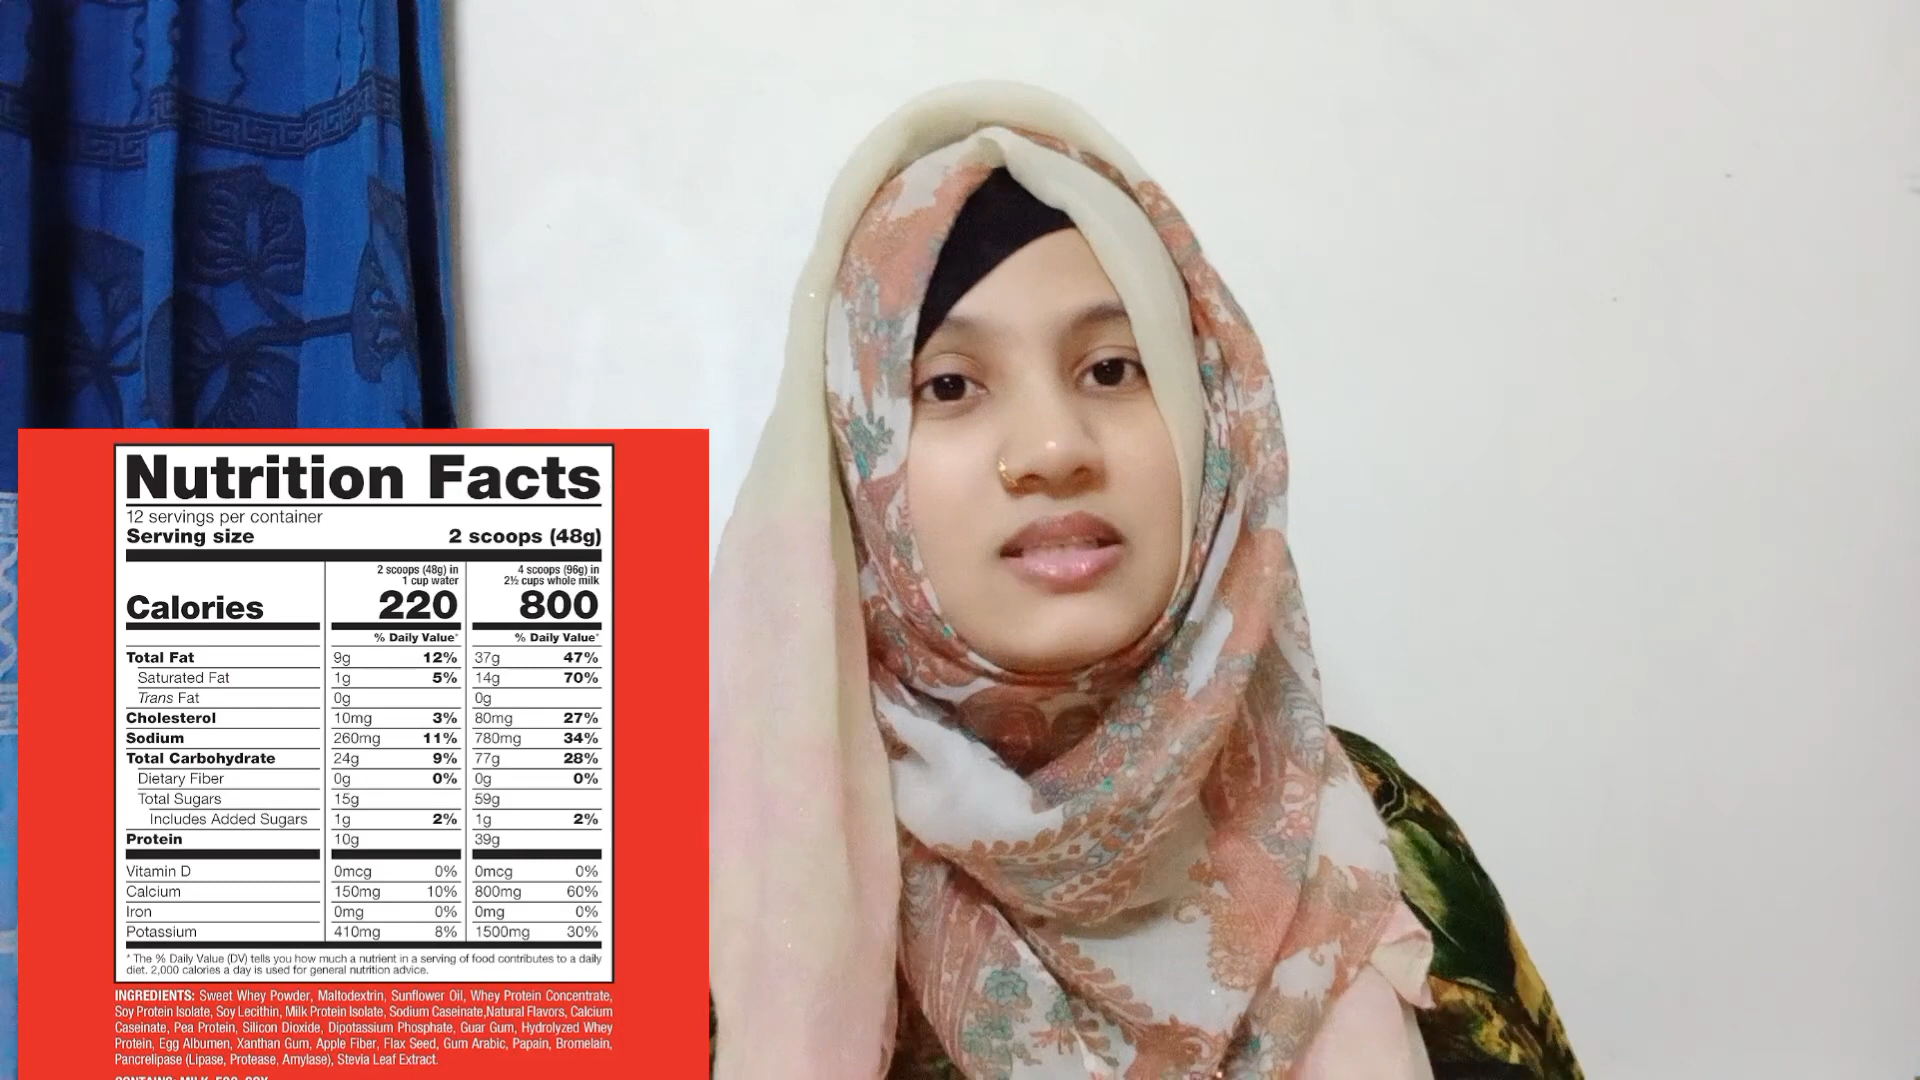 Nutrition Facts
12 servings per container
Serving size 2 scoops (48g)
2 scoops (48g) in 4 scoops (96g) in
1 cup water 2½ cups whole milk
Calories 220 800
% Daily Value* % Daily Value*
Total Fat 9g 12% 37g 47%
Saturated Fat 1g 5% 14g 70%
Trans Fat 0g 0g
Cholesterol 10mg 3% 80mg 27%
Sodium 260mg 11% 780mg 34%
Total Carbohydrate 24g 9% 77g 28%
Dietary Fiber 0g 0% 0g 0%
Total Sugars 15g 59g
Includes Added Sugars 1g 2% 1g 2%
Protein 10g 39g
Vitamin D 0mcg 0% 0mcg 0%
Calcium 150mg 10% 800mg 60%
Iron 0mg 0% 0mg 0%
Potassium 410mg 8% 1500mg 30%
* The % Daily Value (DV) tells you how much a nutrient in a serving of food contributes to a daily
diet. 2,000 calories a day is used for general nutrition advice.
INGREDIENTS: Sweet Whey Powder, Maltodextrin, Sunflower Oil, Whey Protein Concentrate,
Soy Protein Isolate, Soy Lecithin, Milk Protein Isolate, Sodium Caseinate,Natural Flavors, Calcium
Caseinate, Pea Protein, Silicon Dioxide, Dipotassium Phosphate, Guar Gum, Hydrolyzed Whey
Protein, Egg Albumen, Xanthan Gum, Apple Fiber, Flax Seed, Gum Arabic, Papain, Bromelain,
Pancrelipase (Lipase, Protease, Amylase), Stevia Leaf Extract.